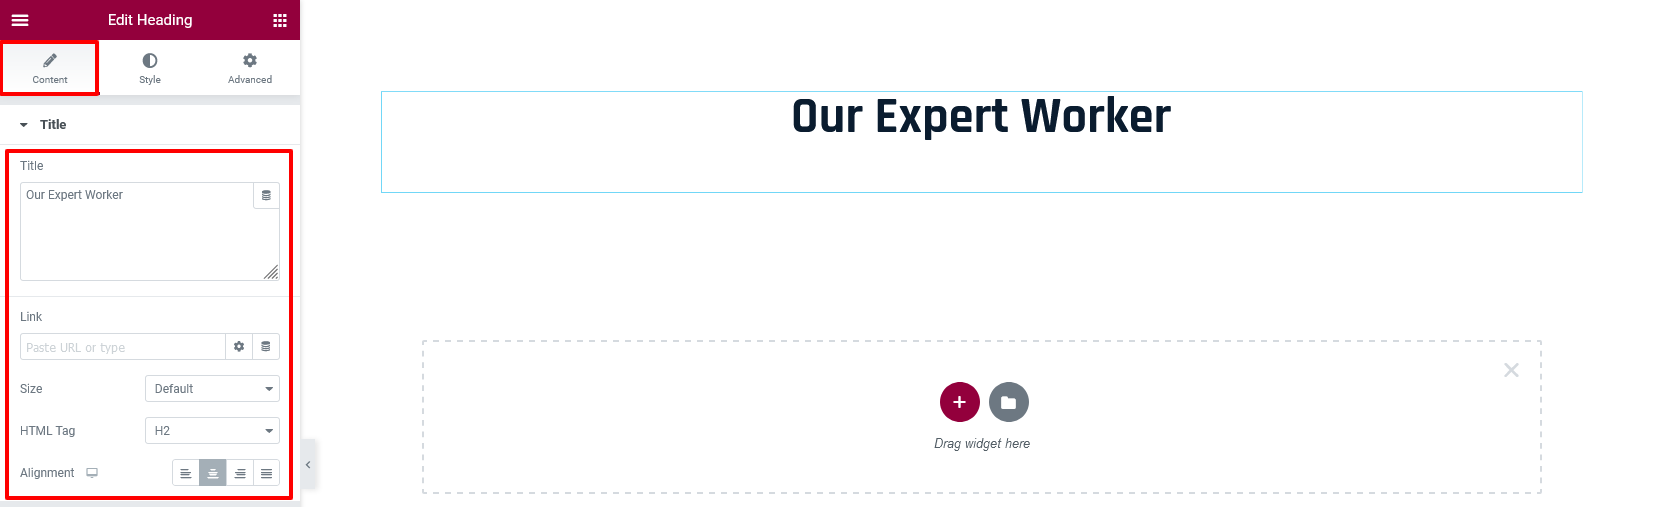 Edit Heading
Content
Style
Advanced
Title
Title
Our Expert Worker
Link
Paste URL or type
Size
Default
HTML Tag
H2
Alignment
Our Expert Worker
Drag widget here